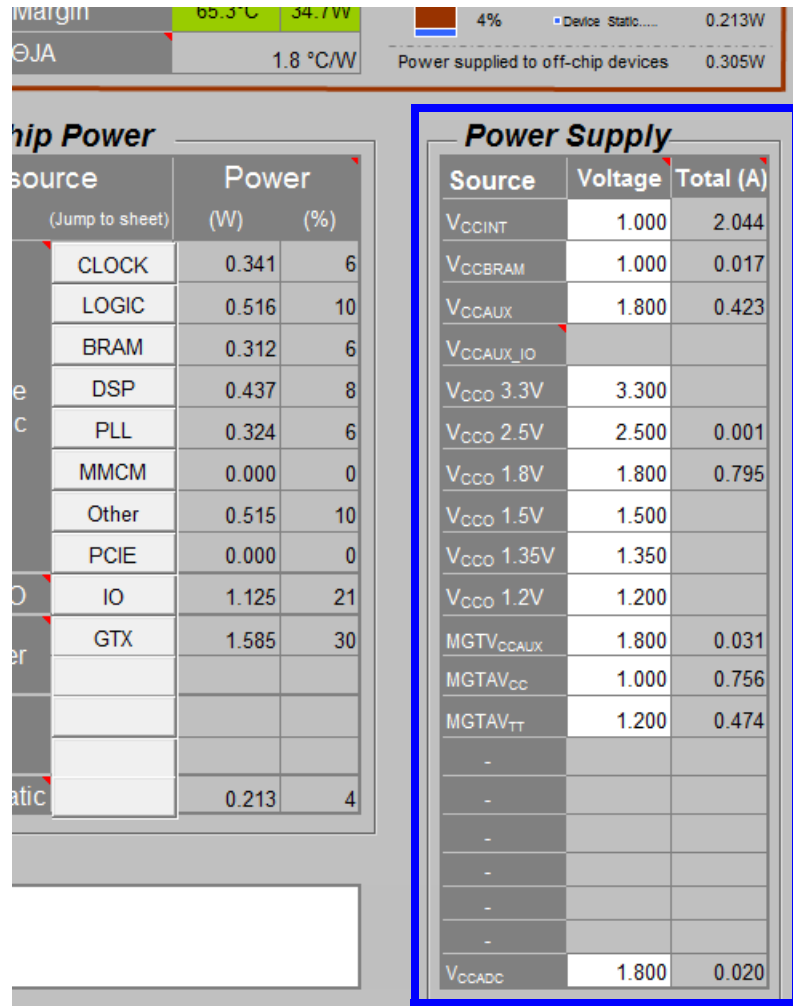 Margin 65.3°C 34.7W
4% Device Static..... 0.213W
ΘJA 1.8 °C/W
Power supplied to off-chip devices 0.305W
hip Power
Power Supply
source Power
(Jump to sheet) (W) (%)
Source Voltage Total (A)
CLOCK 0.341 6
LOGIC 0.516 10
BRAM 0.312 6
e DSP 0.437 8
c PLL 0.324 6
MMCM 0.000 0
Other 0.515 10
PCIE 0.000 0
O IO 1.125 21
er GTX 1.585 30
atic 0.213 4
VCCINT 1.000 2.044
VCCBRAM 1.000 0.017
VCCAUX 1.800 0.423
VCCAUX_IO
VCCO 3.3V 3.300
VCCO 2.5V 2.500 0.001
VCCO 1.8V 1.800 0.795
VCCO 1.5V 1.500
VCCO 1.35V 1.350
VCCO 1.2V 1.200
MGTVCCAUX 1.800 0.031
MGTAVCC 1.000 0.756
MGTAVTT 1.200 0.474
-
-
-
-
-
-
VCCADC 1.800 0.020